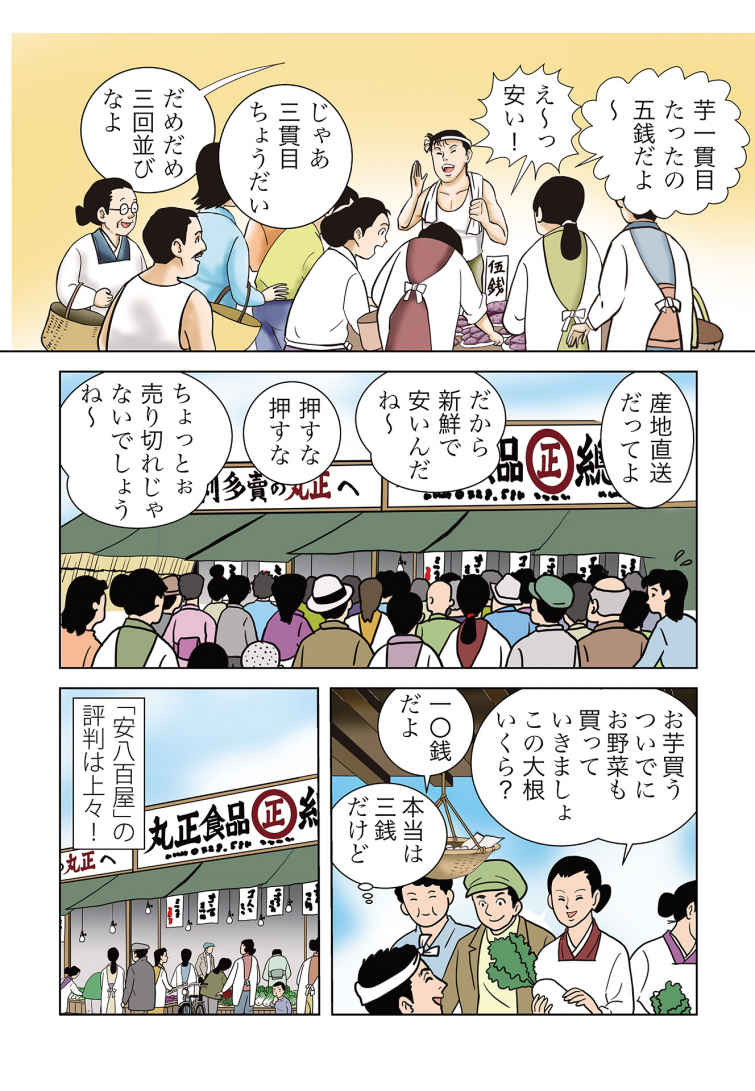 芋一貫目
たったの
五銭だよ
〜
え〜っ
安い！
じゃあ
三貫目
ちょうだい
だめだめ
三回並び
なよ
伍銭
産地直送
だってよ
だから
新鮮で
安いんだ
ね〜
押すな
押すな
ちょっとぉ
売り切れじゃ
ないでしょう
ね〜
品 正 總
利多賣の丸正へ
お芋買う
ついでに
お野菜も
買って
いきましょ
この大根
いくら？
一〇銭
だよ
本当は
三銭
だけど
「安八百屋」の
評判は上々！
丸正食品 正 総
丸正へ